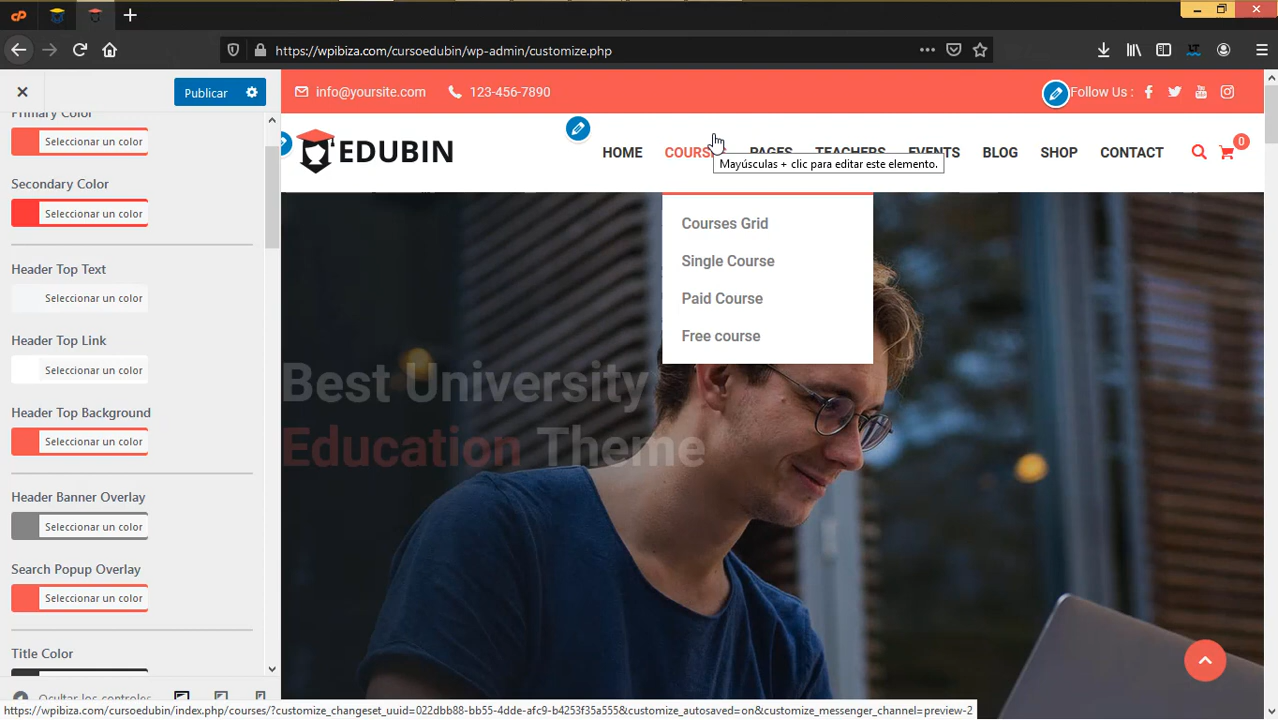 https://wpibiza.com/cursoedubin/wp-admin/customize.php
Publicar
Primary Color
Seleccionar un color
Secondary Color
Seleccionar un color
Header Top Text
Seleccionar un color
Header Top Link
Seleccionar un color
Header Top Background
Seleccionar un color
Header Banner Overlay
Seleccionar un color
Search Popup Overlay
Seleccionar un color
Title Color
Ocultar los controles
info@yoursite.com 123-456-7890 Follow Us :
EDUBIN
HOME COURSES PAGES TEACHERS EVENTS BLOG SHOP CONTACT 0
Mayúsculas + clic para editar este elemento.
Courses Grid
Single Course
Paid Course
Free course
Best University
Education Theme
https://wpibiza.com/cursoedubin/index.php/courses/?customize_changeset_uuid=022dbb88-bb55-4dde-afc9-b4253f35a555&customize_autosaved=on&customize_messenger_channel=preview-2